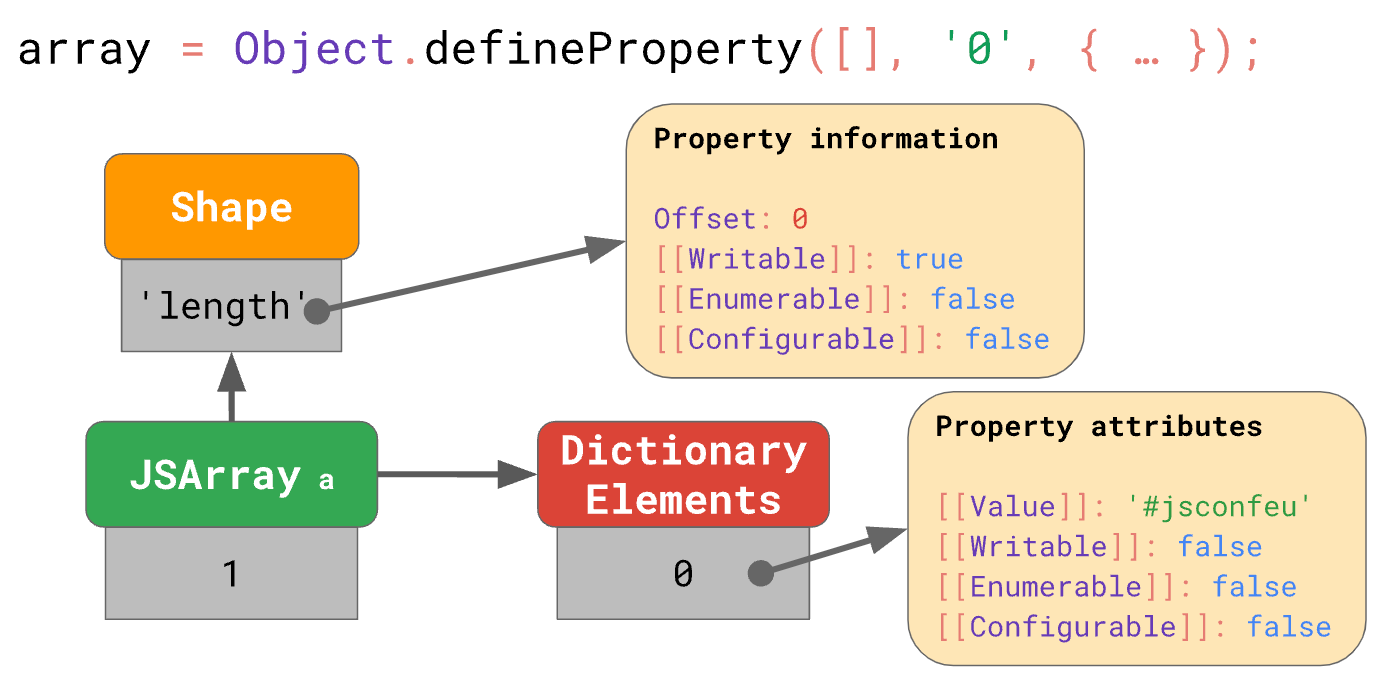 array = Object.defineProperty([], '0', { … });
Property information
Offset: 0
[[Writable]]: true
[[Enumerable]]: false
[[Configurable]]: false
Shape
'length'
JSArray a
1
Dictionary
Elements
0
Property attributes
[[Value]]: '#jsconfeu'
[[Writable]]: false
[[Enumerable]]: false
[[Configurable]]: false